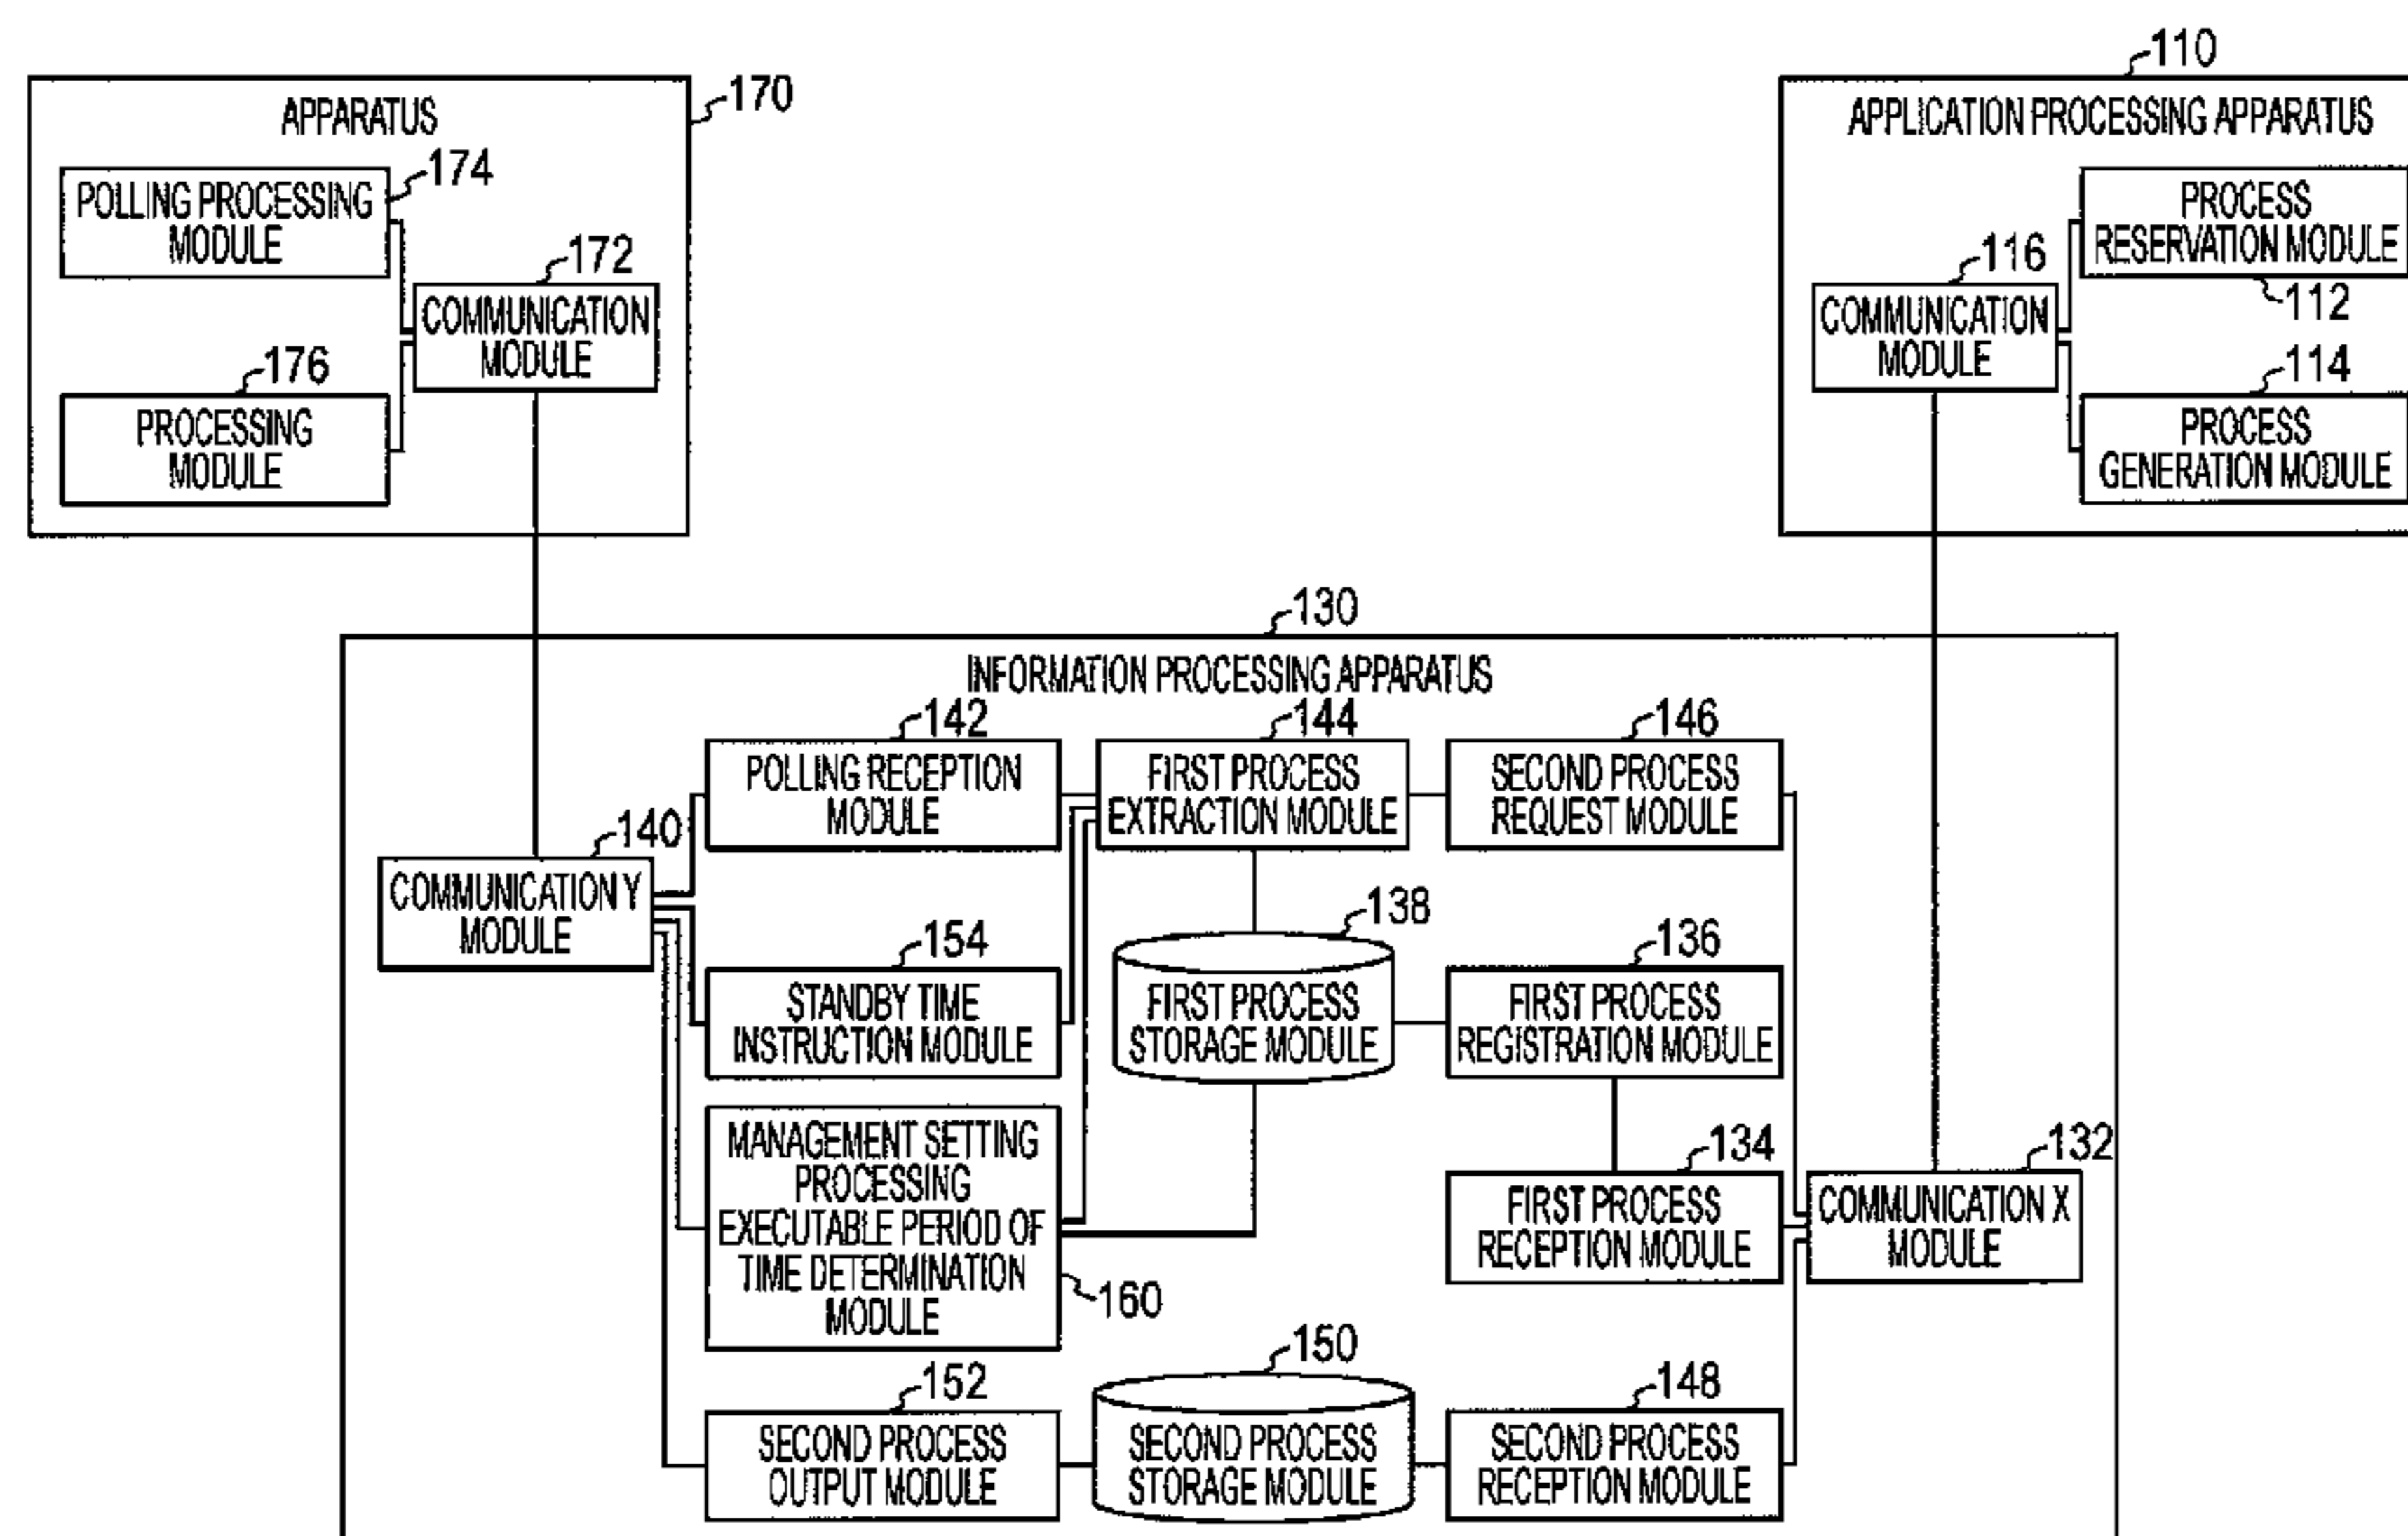 110
170
APPARATUS
APPLICATION PROCESSING APPARATUS
174
POLLING PROCESSING
MODULE
PROCESS
RESERVATION MODULE
172
COMMUNICATION
MODULE
116
COMMUNICATION
MODULE
112
176
PROCESSING
MODULE
114
PROCESS
GENERATION MODULE
130
INFORMATION PROCESSING APPARATUS
142
POLLING RECEPTION
MODULE
144
FIRST PROCESS
EXTRACTION MODULE
146
SECOND PROCESS
REQUEST MODULE
140
COMMUNICATION Y
MODULE
138
FIRST PROCESS
STORAGE MODULE
154
STANDBY TIME
INSTRUCTION MODULE
136
FIRST PROCESS
REGISTRATION MODULE
MANAGEMENT SETTING
PROCESSING
EXECUTABLE PERIOD OF
TIME DETERMINATION
MODULE
160
134
FIRST PROCESS
RECEPTION MODULE
132
COMMUNICATION X
MODULE
152
SECOND PROCESS
OUTPUT MODULE
150
SECOND PROCESS
STORAGE MODULE
148
SECOND PROCESS
RECEPTION MODULE